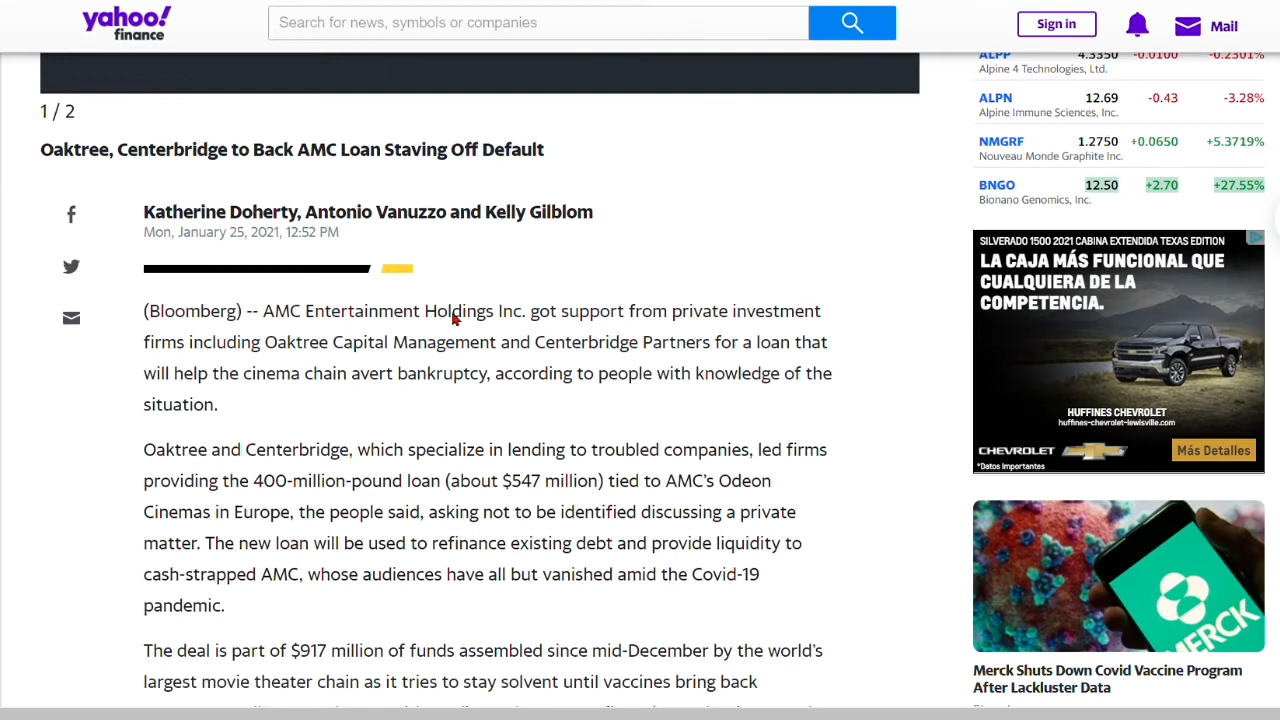 yahoo!
finance
Search for news, symbols or companies
Sign in
Mail
1 / 2
Oaktree, Centerbridge to Back AMC Loan Staving Off Default
Katherine Doherty, Antonio Vanuzzo and Kelly Gilblom
Mon, January 25, 2021, 12:52 PM
(Bloomberg) -- AMC Entertainment Holdings Inc. got support from private investment
firms including Oaktree Capital Management and Centerbridge Partners for a loan that
will help the cinema chain avert bankruptcy, according to people with knowledge of the
situation.
Oaktree and Centerbridge, which specialize in lending to troubled companies, led firms
providing the 400-million-pound loan (about $547 million) tied to AMC's Odeon
Cinemas in Europe, the people said, asking not to be identified discussing a private
matter. The new loan will be used to refinance existing debt and provide liquidity to
cash-strapped AMC, whose audiences have all but vanished amid the Covid-19
pandemic.
The deal is part of $917 million of funds assembled since mid-December by the world's
largest movie theater chain as it tries to stay solvent until vaccines bring back
ALPP 4.3350 -0.0100 -0.2301%
Alpine 4 Technologies, Ltd.
ALPN 12.69 -0.43 -3.28%
Alpine Immune Sciences, Inc.
NMGRF 1.2750 +0.0650 +5.3719%
Nouveau Monde Graphite Inc.
BNGO 12.50 +2.70 +27.55%
Bionano Genomics, Inc.
SILVERADO 1500 2021 CABINA EXTENDIDA TEXAS EDITION
LA CAJA MÁS FUNCIONAL QUE
CUALQUIERA DE LA
COMPETENCIA.
HUFFINES CHEVROLET
huffines-chevrolet-lewisville.com
CHEVROLET
Más Detalles
*Datos Importantes
MERCK
Merck Shuts Down Covid Vaccine Program
After Lackluster Data